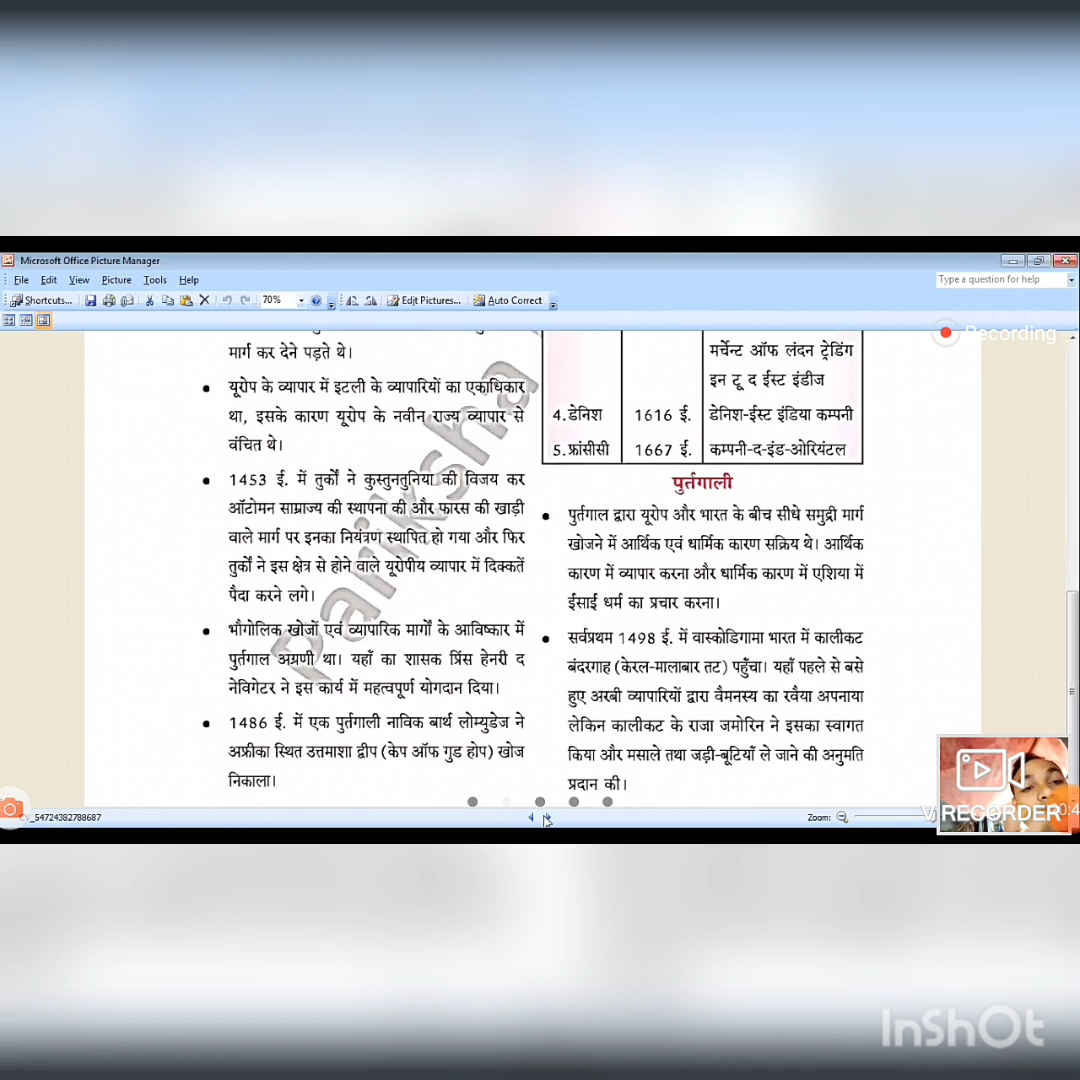 Microsoft Office Picture Manager
File Edit View Picture Tools Help
Type a question for help
Shortcuts... 70% Edit Pictures... Auto Correct
Recording
मार्ग कर देने पड़ते थे।
यूरोप के व्यापार में इटली के व्यापारियों का एकाधिकार
था, इसके कारण यूरोप के नवीन राज्य व्यापार से
वंचित थे।
1453 ई. में तुर्कों ने कुस्तुनतुनिया की विजय कर
ऑटोमन साम्राज्य की स्थापना की और फारस की खाड़ी
वाले मार्ग पर इनका नियंत्रण स्थापित हो गया और फिर
तुर्कों ने इस क्षेत्र से होने वाले यूरोपीय व्यापार में दिक्कतें
पैदा करने लगे।
भौगोलिक खोजों एवं व्यापारिक मार्गों के आविष्कार में
पुर्तगाल अग्रणी था। यहाँ का शासक प्रिंस हेनरी द
नेविगेटर ने इस कार्य में महत्वपूर्ण योगदान दिया।
1486 ई. में एक पुर्तगाली नाविक बार्थ लोम्युडेज ने
अफ्रीका स्थित उतमाशा द्वीप (केप ऑफ गुड होप) खोज
निकाला।
मर्चेन्ट ऑफ लंदन ट्रेडिंग
इन टू द ईस्ट इंडीज
4.डेनिश 1616 ई. डेनिश-ईस्ट इंडिया कम्पनी
5.फ्रांसीसी 1667 ई. कम्पनी-द-इंड-ओरियंटल
पुर्तगाली
पुर्तगाल द्वारा यूरोप और भारत के बीच सीधे समुद्री मार्ग
खोजने में आर्थिक एवं धार्मिक कारण सक्रिय थे। आर्थिक
कारण में व्यापार करना और धार्मिक कारण में एशिया में
ईसाई धर्म का प्रचार करना।
सर्वप्रथम 1498 ई. में वास्कोडिगामा भारत में कालीकट
बंदरगाह (केरल-मालाबार तट) पहुँचा। यहाँ पहले से बसे
हुए अरबी व्यापारियों द्वारा वैमनस्य का रवैया अपनाया
लेकिन कालीकट के राजा जमोरिन ने इसका स्वागत
किया और मसाले तथा जड़ी-बूटियाँ ले जाने की अनुमति
प्रदान की।
Pariksha
_54724382788687
Zoom:
V RECORDER
InShOt